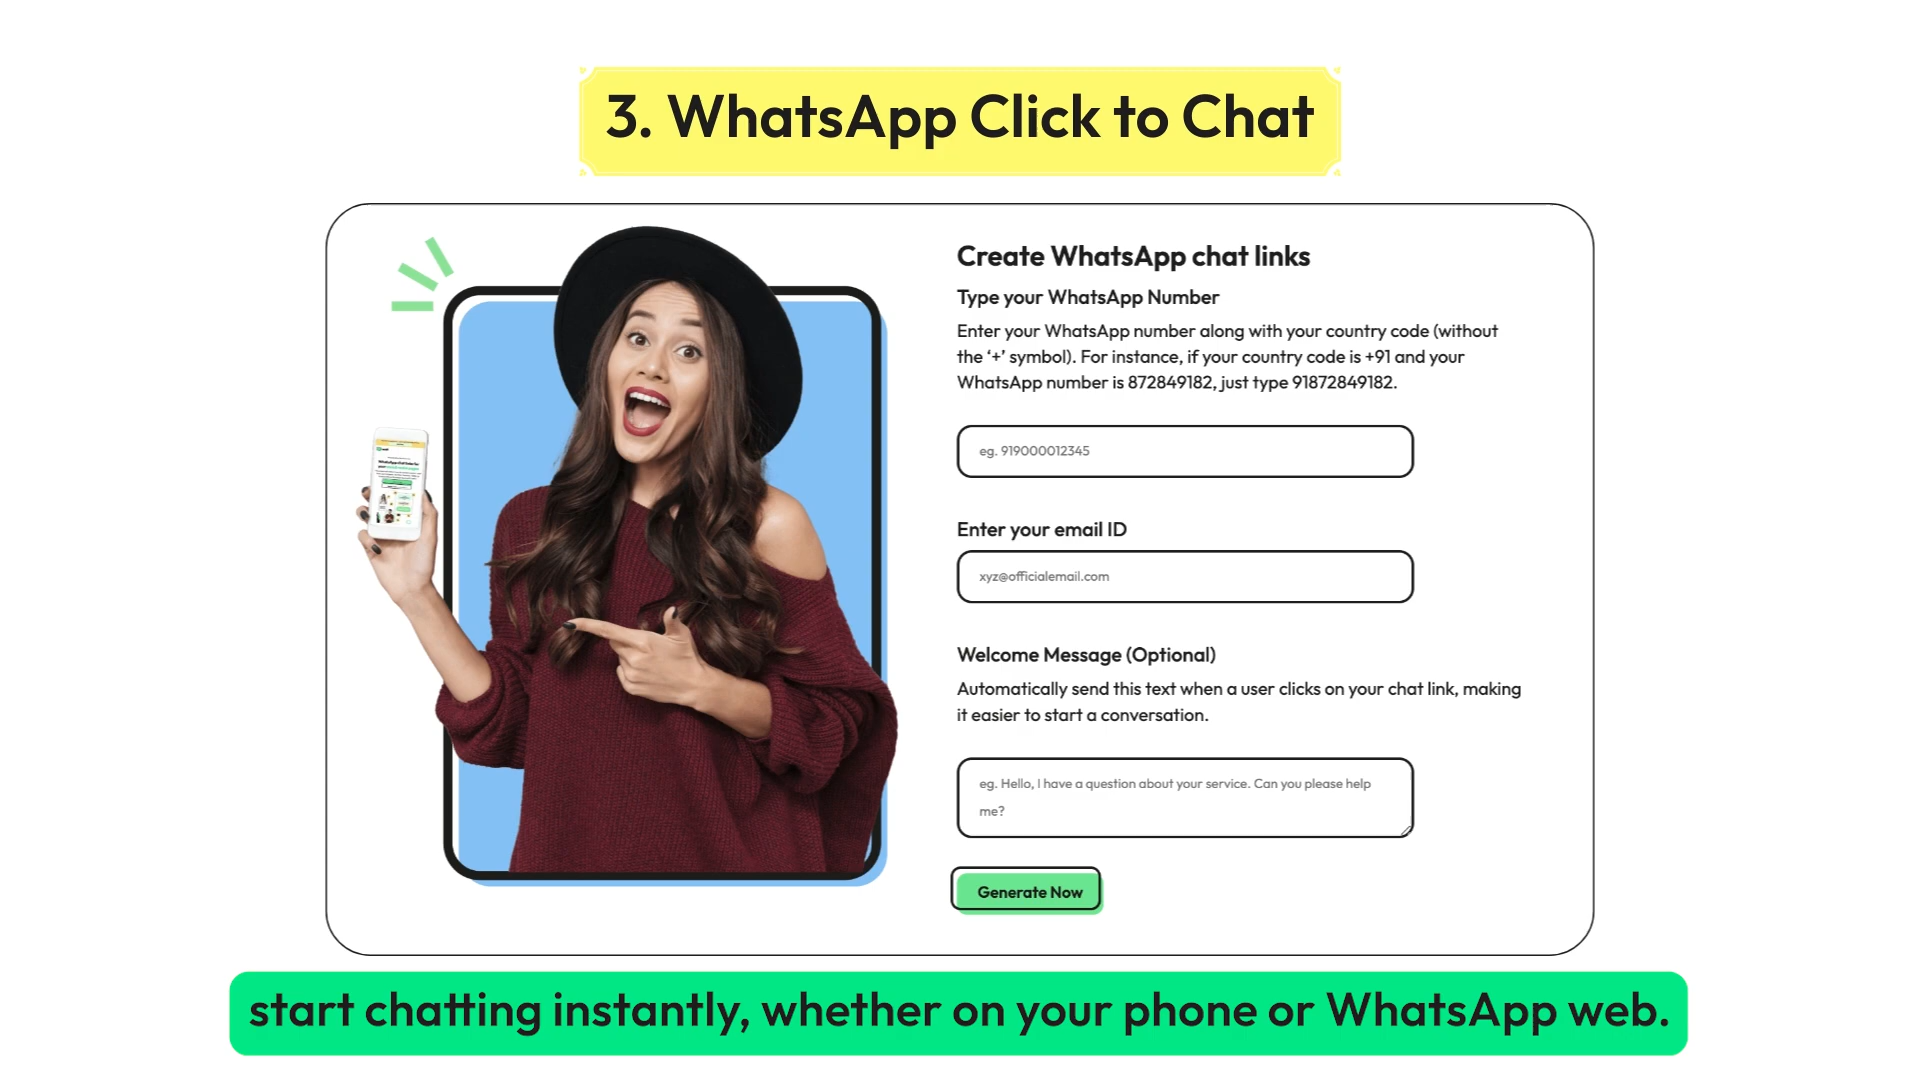 3. WhatsApp Click to Chat
Create WhatsApp chat links
Type your WhatsApp Number
Enter your WhatsApp number along with your country code (without
the ‘+’ symbol). For instance, if your country code is +91 and your
WhatsApp number is 872849182, just type 91872849182.
eg. 919000012345
Enter your email ID
xyz@officialemail.com
Welcome Message (Optional)
Automatically send this text when a user clicks on your chat link, making
it easier to start a conversation.
eg. Hello, I have a question about your service. Can you please help
me?
Generate Now
start chatting instantly, whether on your phone or WhatsApp web.